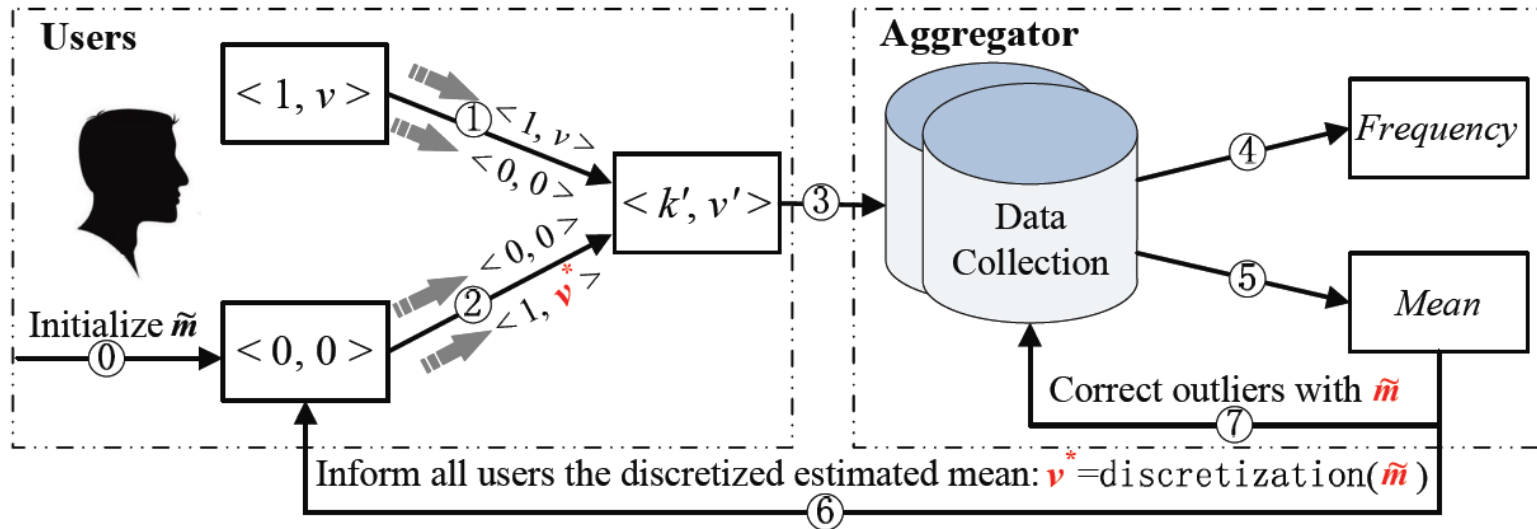 Users
< 1, v >
① < 1, v >
< 0, 0 >
< 0, 0 >
② < 1, v* >
Initialize m̃
⓪
< 0, 0 >
< k′, v′ >
③
Aggregator
Data
Collection
④
Frequency
⑤
Mean
Correct outliers with m̃
⑦
Inform all users the discretized estimated mean: v*=discretization(m̃)
⑥